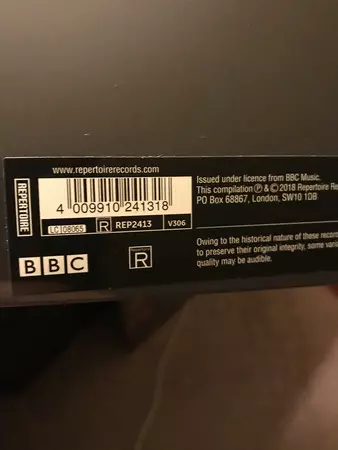 www.repertoirerecords.com
REPERTOIRE
4 009910 241318
LC 08065 R REP2413 V306
BBC
R
Issued under licence from BBC Music.
This compilation Ⓟ & © 2018 Repertoire Re
PO Box 68867, London, SW10 1DB
Owing to the historical nature of these record
to preserve their original integrity, some varia
quality may be audible.